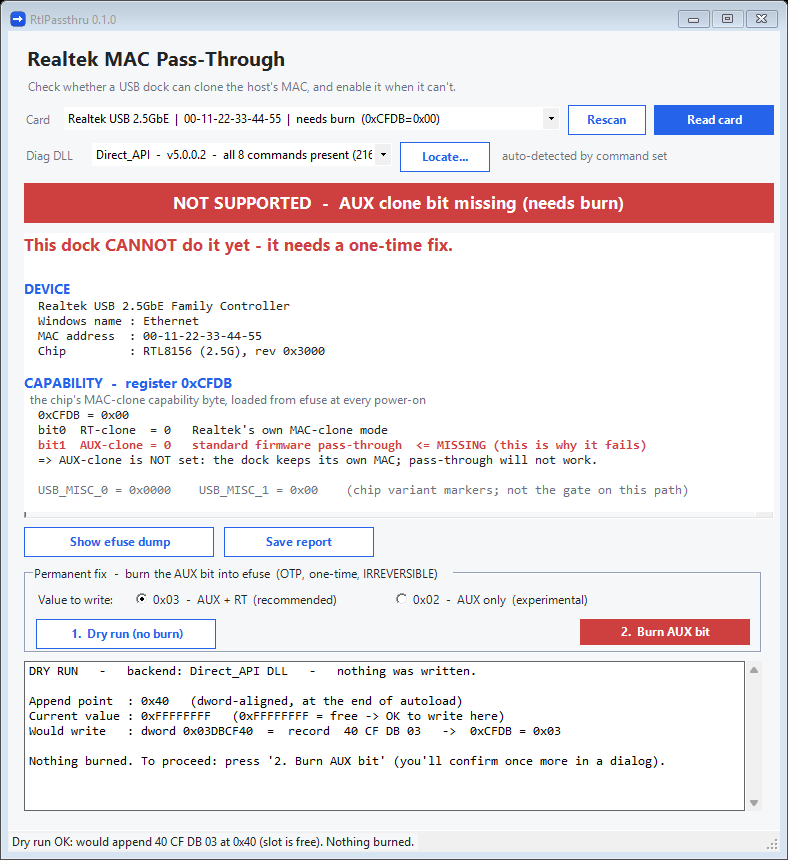 RtlPassthru 0.1.0
Realtek MAC Pass-Through
Check whether a USB dock can clone the host's MAC, and enable it when it can't.
Card Realtek USB 2.5GbE | 00-11-22-33-44-55 | needs burn (0xCFDB=0x00) Rescan Read card
Diag DLL Direct_API - v5.0.0.2 - all 8 commands present (216 Locate... auto-detected by command set
NOT SUPPORTED - AUX clone bit missing (needs burn)
This dock CANNOT do it yet - it needs a one-time fix.
DEVICE
Realtek USB 2.5GbE Family Controller
Windows name : Ethernet
MAC address : 00-11-22-33-44-55
Chip : RTL8156 (2.5G), rev 0x3000
CAPABILITY - register 0xCFDB
the chip's MAC-clone capability byte, loaded from efuse at every power-on
0xCFDB = 0x00
bit0 RT-clone = 0 Realtek's own MAC-clone mode
bit1 AUX-clone = 0 standard firmware pass-through <= MISSING (this is why it fails)
=> AUX-clone is NOT set: the dock keeps its own MAC; pass-through will not work.
USB_MISC_0 = 0x0000 USB_MISC_1 = 0x00 (chip variant markers; not the gate on this path)
Show efuse dump Save report
Permanent fix - burn the AUX bit into efuse (OTP, one-time, IRREVERSIBLE)
Value to write: 0x03 - AUX + RT (recommended) 0x02 - AUX only (experimental)
1. Dry run (no burn) 2. Burn AUX bit
DRY RUN - backend: Direct_API DLL - nothing was written.
Append point : 0x40 (dword-aligned, at the end of autoload)
Current value : 0xFFFFFFFF (0xFFFFFFFF = free -> OK to write here)
Would write : dword 0x03DBCF40 = record 40 CF DB 03 -> 0xCFDB = 0x03
Nothing burned. To proceed: press '2. Burn AUX bit' (you'll confirm once more in a dialog).
Dry run OK: would append 40 CF DB 03 at 0x40 (slot is free). Nothing burned.